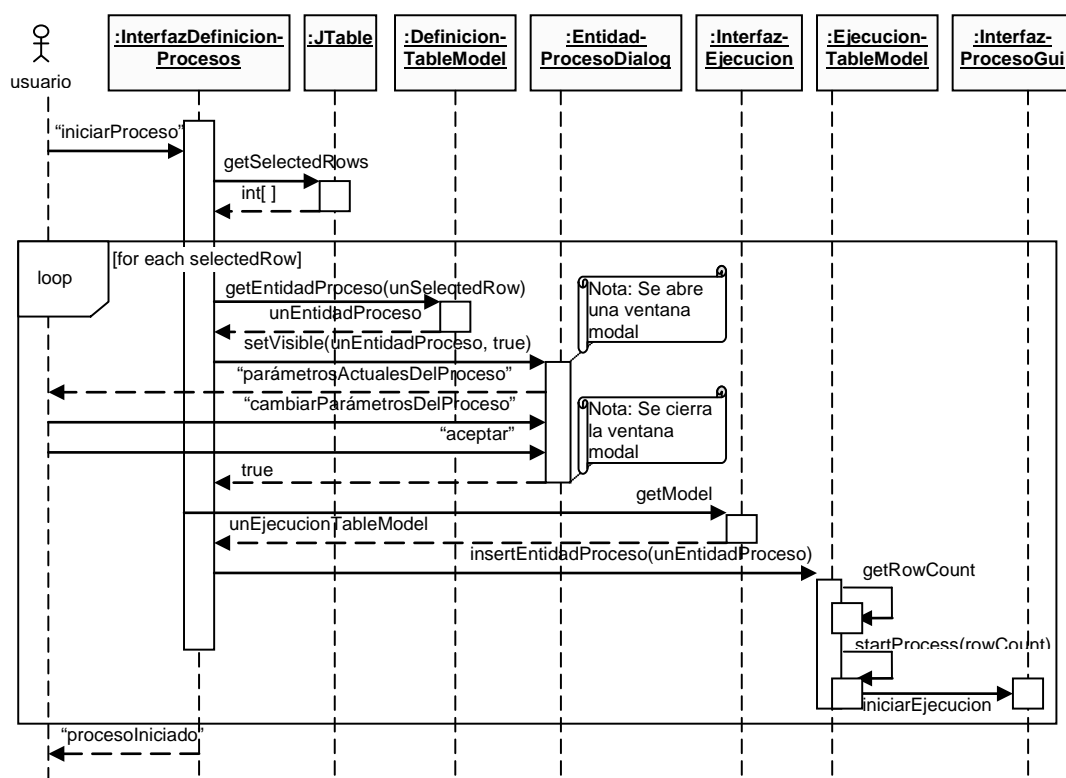 :InterfazDefinicion-
Procesos
:JTable
:Definicion-
TableModel
:Entidad-
ProcesoDialog
:Interfaz-
Ejecucion
:Ejecucion-
TableModel
:Interfaz-
ProcesoGui
usuario
“iniciarProceso”
getSelectedRows
int[ ]
loop
[for each selectedRow]
getEntidadProceso(unSelectedRow)
unEntidadProceso
setVisible(unEntidadProceso, true)
Nota: Se abre
una ventana
modal
“parámetrosActualesDelProceso”
“cambiarParámetrosDelProceso”
“aceptar”
Nota: Se cierra
la ventana
modal
true
getModel
unEjecucionTableModel
insertEntidadProceso(unEntidadProceso)
getRowCount
startProcess(rowCount)
iniciarEjecucion
“procesoIniciado”